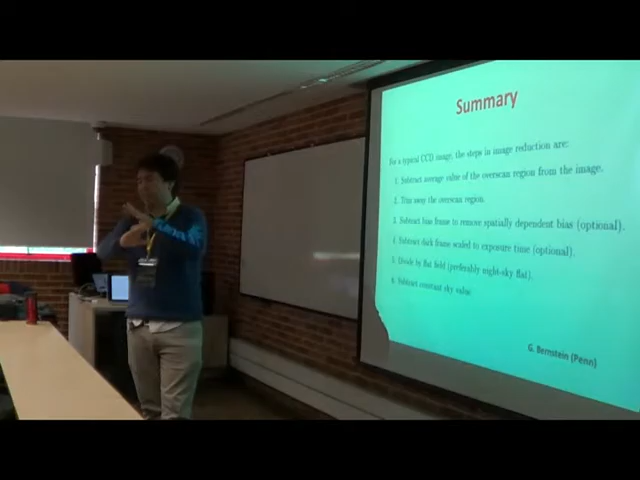 Summary
For a typical CCD image, the steps in image reduction are:
1. Subtract average value of the overscan region from the image.
2. Trim away the overscan region.
3. Subtract bias frame to remove spatially dependent bias (optional).
4. Subtract dark frame scaled to exposure time (optional).
5. Divide by flat field (preferably night-sky flat).
6. Subtract constant sky value
G. Bernstein (Penn)